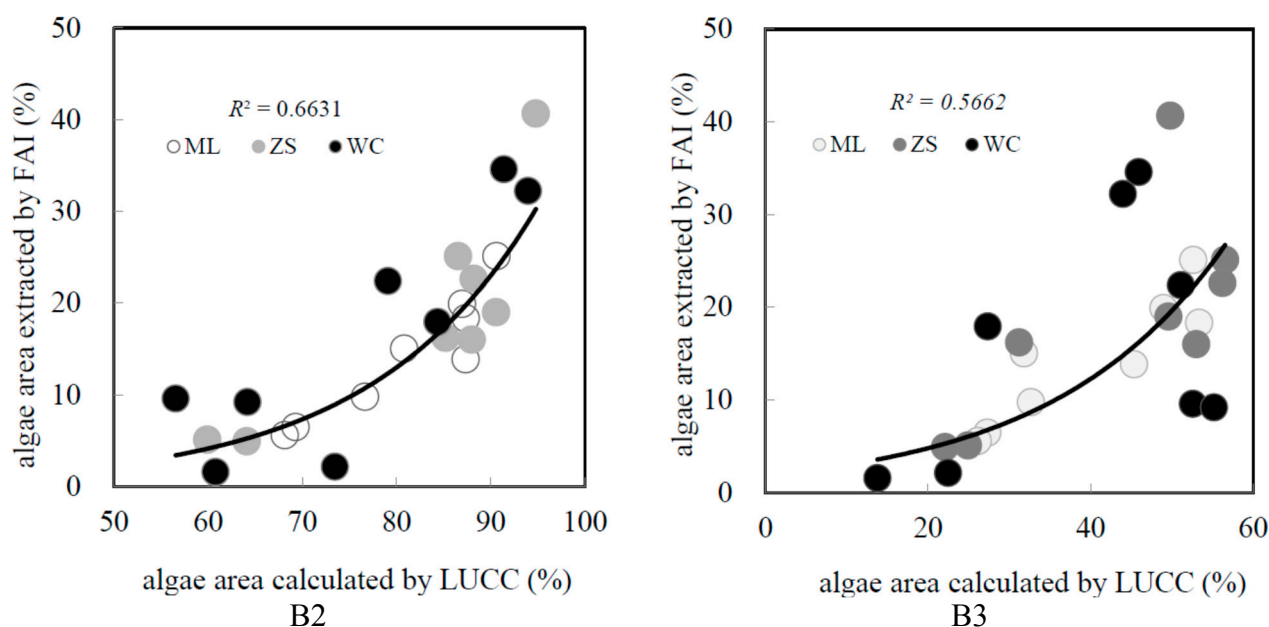 50
40
30
20
10
0
algae area extracted by FAI (%)
R² = 0.6631
ML ZS WC
50 60 70 80 90 100
algae area calculated by LUCC (%)
B2
50
40
30
20
10
0
algae area extracted by FAI (%)
R² = 0.5662
ML ZS WC
0 20 40 60
algae area calculated by LUCC (%)
B3